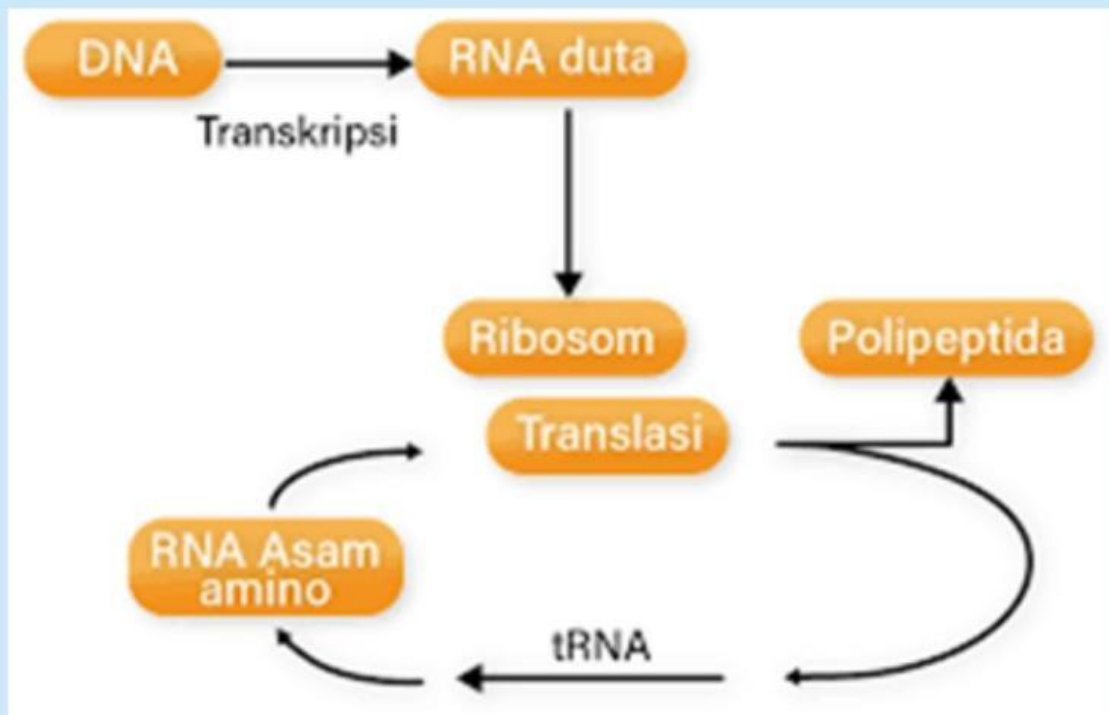 DNA
RNA duta
Transkripsi
Ribosom
Polipeptida
Translasi
RNA Asam
amino
tRNA